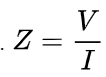 . Z = V / I